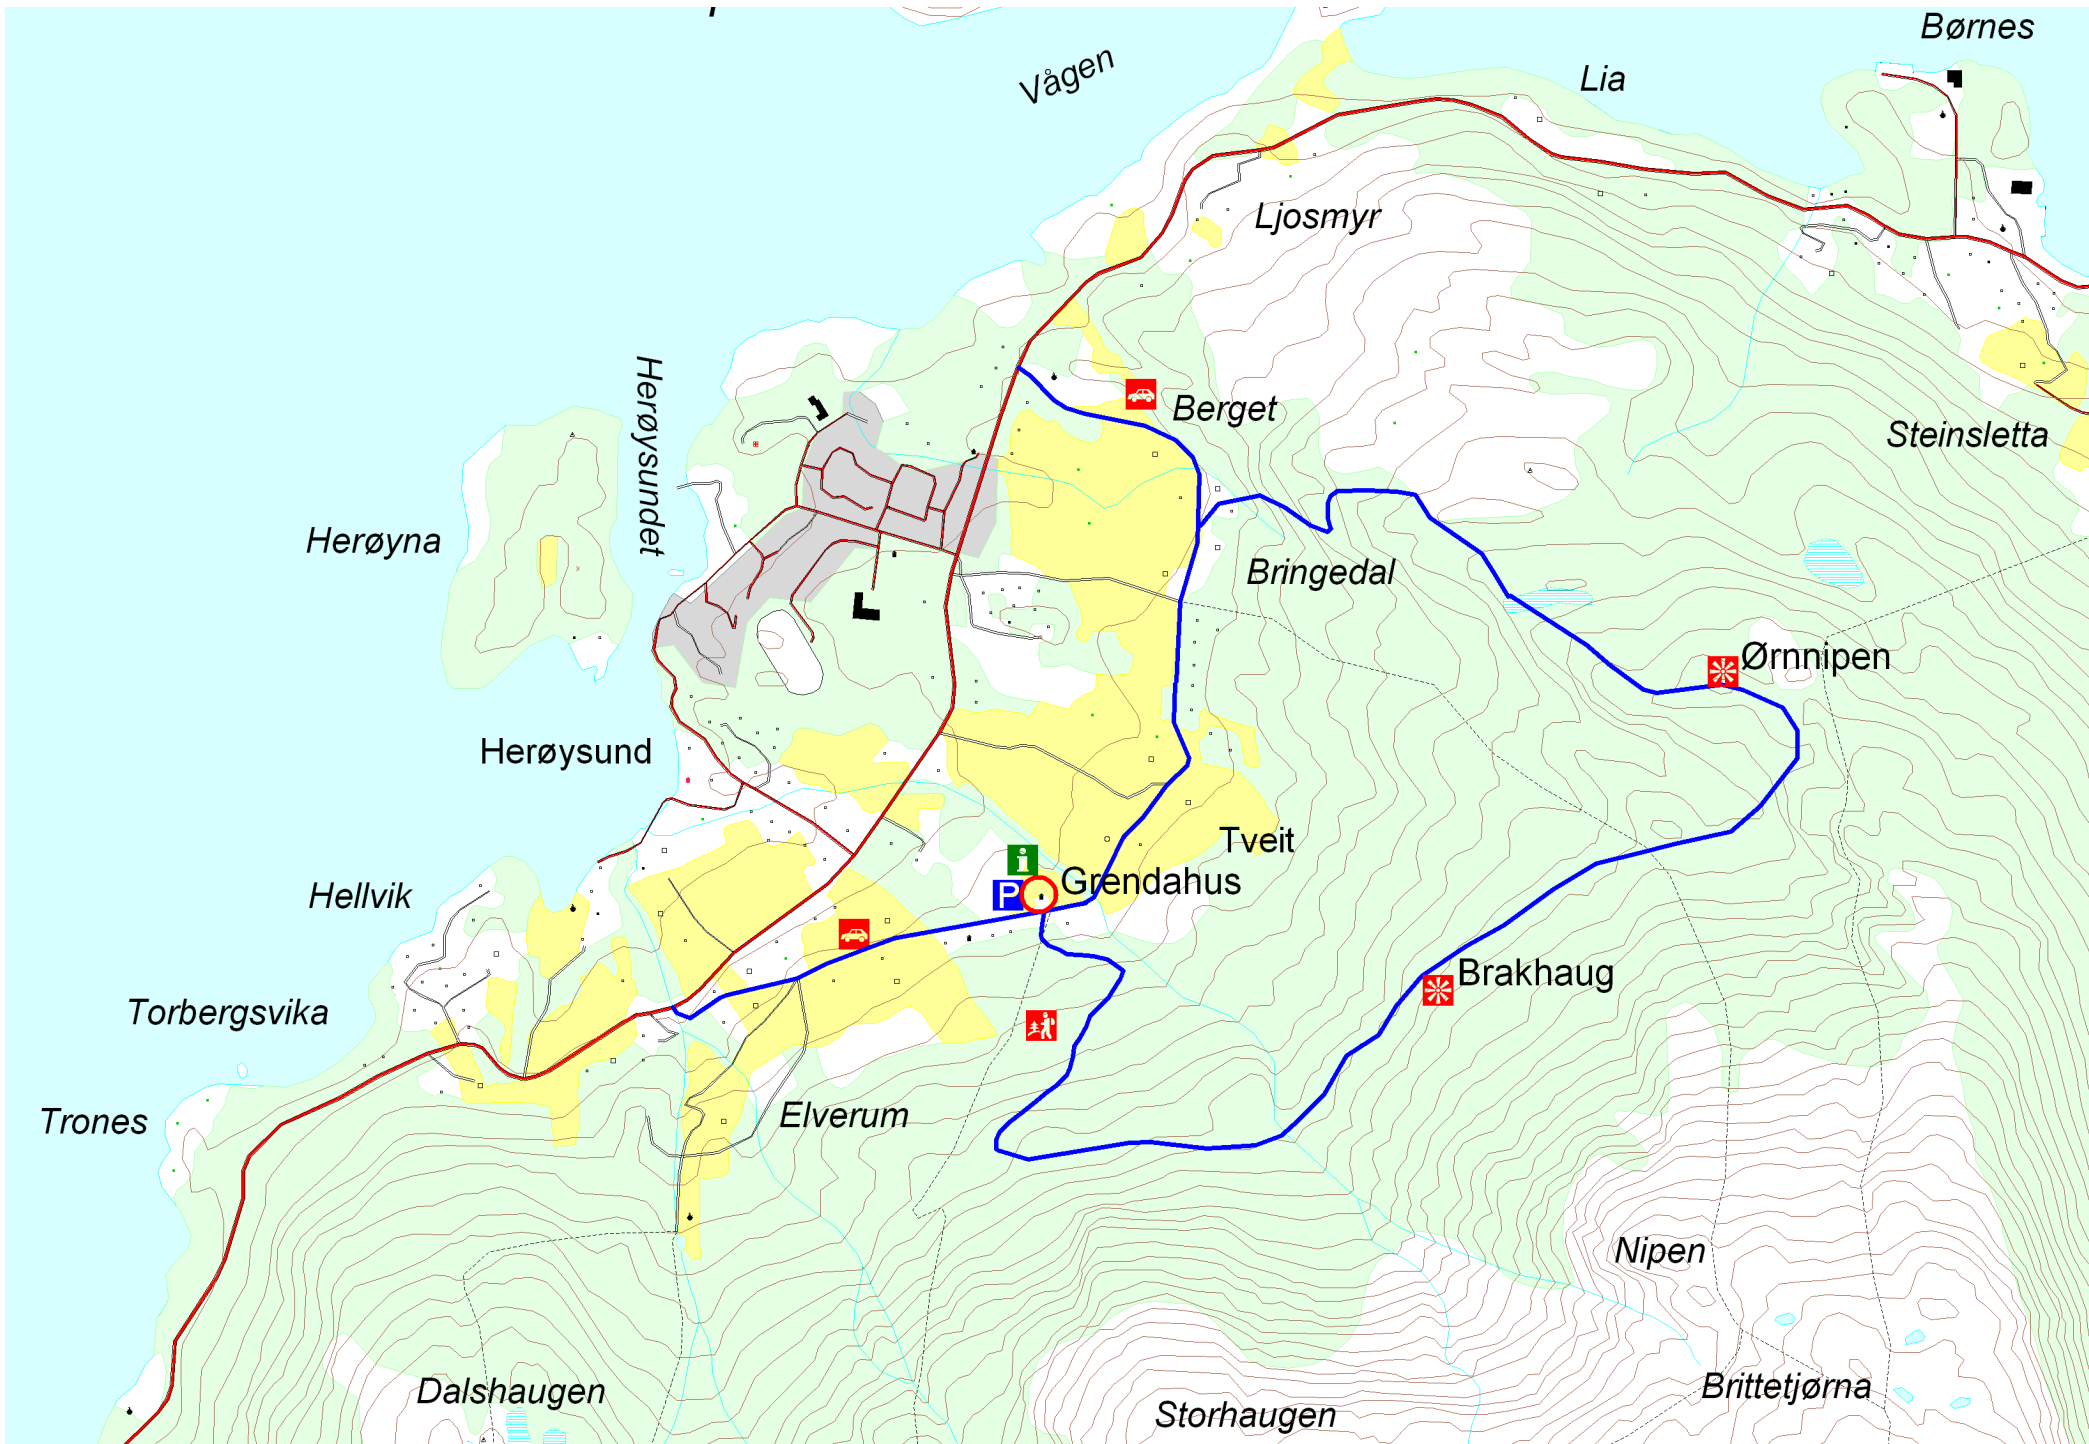 Børnes
Vågen
Lia
Ljosmyr
Herøysundet
Berget
Steinsletta
Herøyna
Bringedal
Ørnnipen
Herøysund
Tveit
i
P
Grendahus
Hellvik
Brakhaug
Torbergsvika
Trones
Elverum
Nipen
Dalshaugen
Brittetjørna
Storhaugen